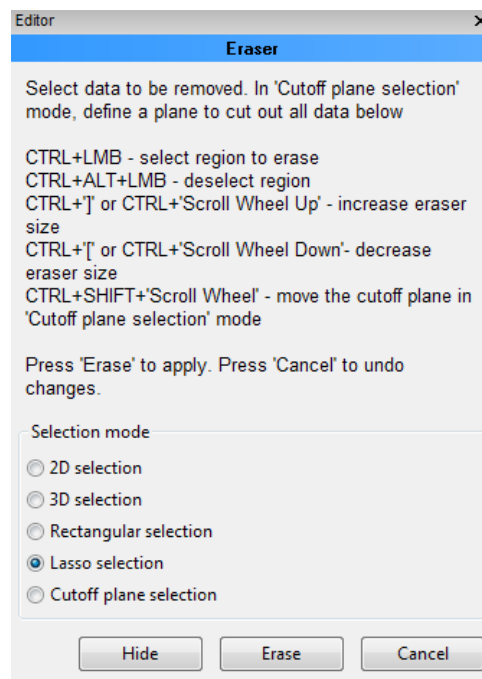 Editor
Eraser
Select data to be removed. In 'Cutoff plane selection'
mode, define a plane to cut out all data below
CTRL+LMB - select region to erase
CTRL+ALT+LMB - deselect region
CTRL+']' or CTRL+'Scroll Wheel Up' - increase eraser
size
CTRL+'[' or CTRL+'Scroll Wheel Down'- decrease
eraser size
CTRL+SHIFT+'Scroll Wheel' - move the cutoff plane in
'Cutoff plane selection' mode
Press 'Erase' to apply. Press 'Cancel' to undo
changes.
Selection mode
2D selection
3D selection
Rectangular selection
Lasso selection
Cutoff plane selection
Hide Erase Cancel